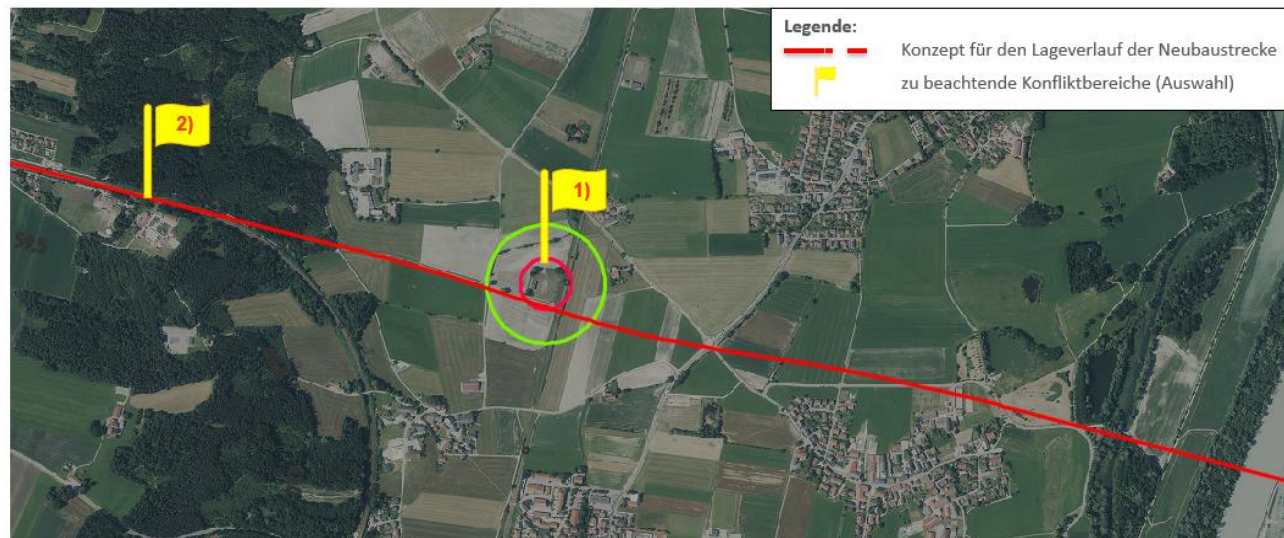 Legende:
Konzept für den Lageverlauf der Neubaustrecke
zu beachtende Konfliktbereiche (Auswahl)
2)
1)